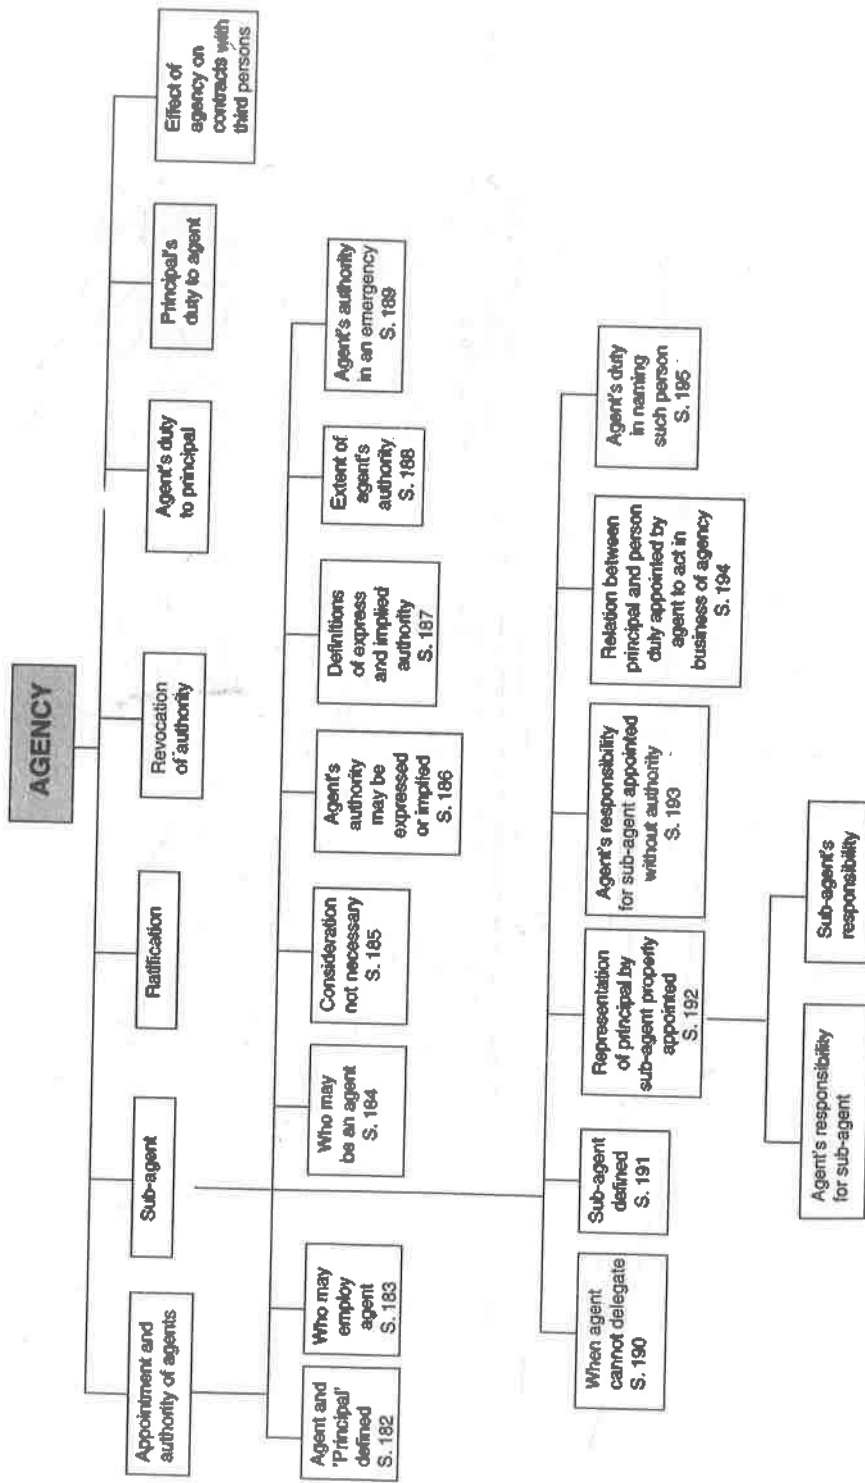 AGENCY
Appointment and
authority of agents
Sub-agent
Ratification
Revocation
of authority
Agent's duty
to principal
Principal's
duty to agent
Effect of
agency on
contracts with
third persons
Agent and
'Principal'
defined
S. 182
Who may
employ
agent
S. 183
Who may
be an agent
S. 184
Consideration
not necessary
S. 185
Agent's
authority
may be
expressed
or implied
S. 186
Definitions
of express
and implied
authority
S. 187
Extent of
agent's
authority.
S. 188
Agent's authority
in an emergency
S. 189
When agent
cannot delegate
S. 190
Sub-agent
defined
S. 191
Representation
of principal by
sub-agent properly
appointed
S. 192
Agent's responsibility
for sub-agent appointed
without authority
S. 193
Relation between
principal and person
duty appointed by
agent to act in
business of agency
S. 194
Agent's duty
in naming
such person
S. 195
Agent's responsibility
for sub-agent
Sub-agent's
responsibility